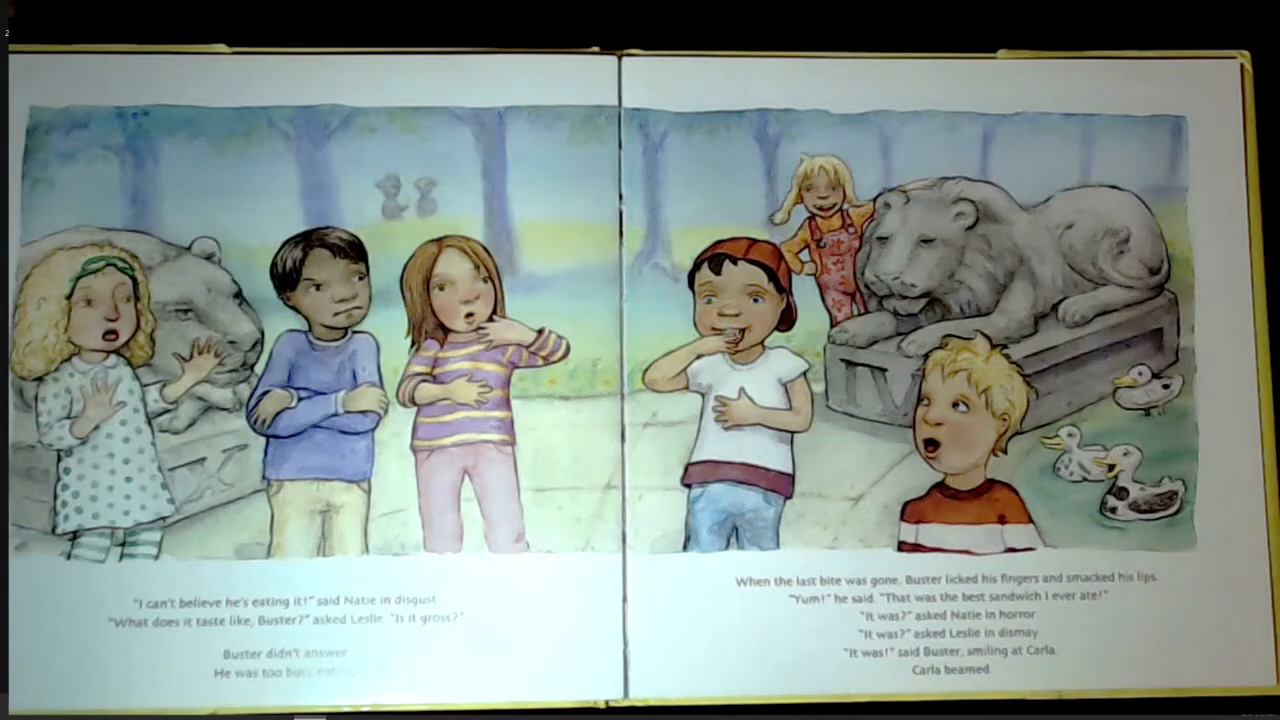 2
"I can't believe he's eating it!" said Natie in disgust.
"What does it taste like, Buster?" asked Leslie. "Is it gross?"
Buster didn't answer.
He was too busy
When the last bite was gone, Buster licked his fingers and smacked his lips.
"Yum!" he said. "That was the best sandwich I ever ate!"
"It was?" asked Natie in horror.
"It was?" asked Leslie in dismay.
"It was!" said Buster, smiling at Carla.
Carla beamed.